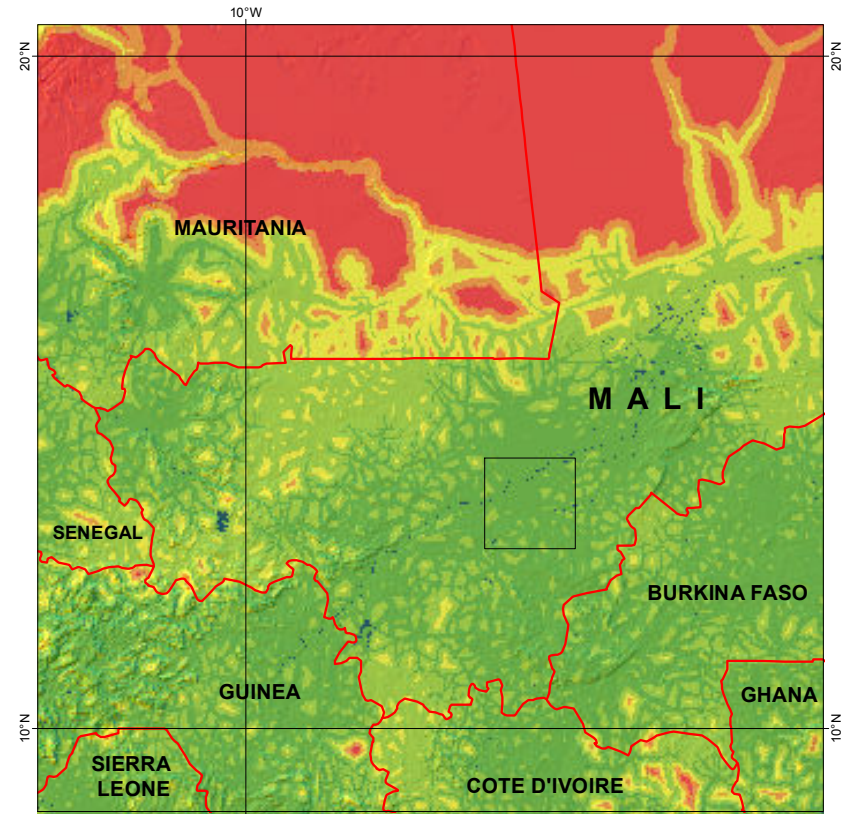 10°W
20°N
20°N
MAURITANIA
MALI
SENEGAL
BURKINA FASO
GUINEA
GHANA
10°N
10°N
SIERRA
LEONE
COTE D'IVOIRE